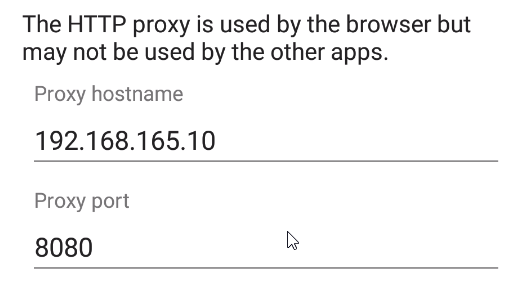 The HTTP proxy is used by the browser but
may not be used by the other apps.
Proxy hostname
192.168.165.10
Proxy port
8080